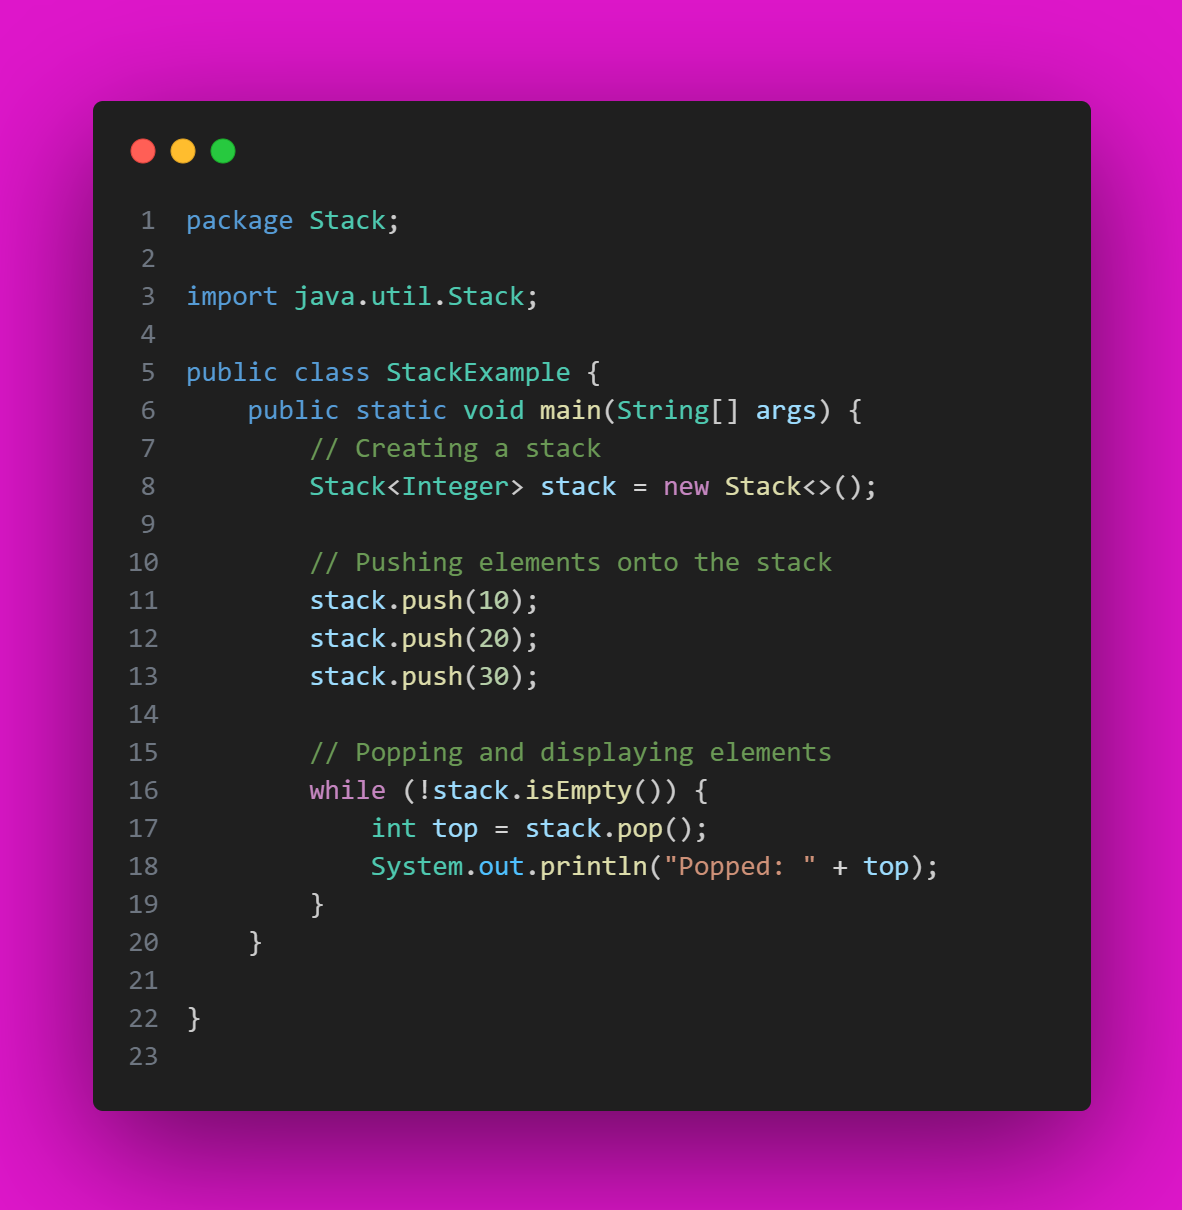 1 package Stack;
2
3 import java.util.Stack;
4
5 public class StackExample {
6     public static void main(String[] args) {
7         // Creating a stack
8         Stack<Integer> stack = new Stack<>();
9
10         // Pushing elements onto the stack
11         stack.push(10);
12         stack.push(20);
13         stack.push(30);
14
15         // Popping and displaying elements
16         while (!stack.isEmpty()) {
17             int top = stack.pop();
18             System.out.println("Popped: " + top);
19         }
20     }
21
22 }
23